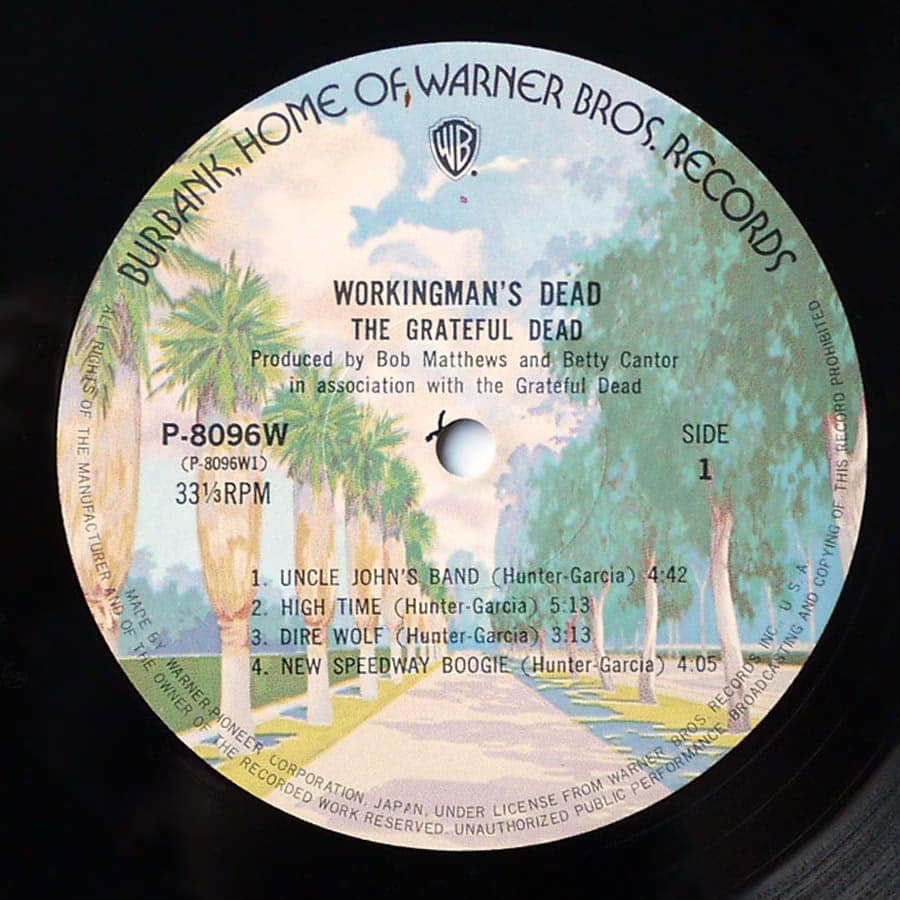 BURBANK, HOME OF WARNER BROS. RECORDS
WB
WORKINGMAN'S DEAD
THE GRATEFUL DEAD
Produced by Bob Matthews and Betty Cantor
in association with the Grateful Dead
P-8096W
(P-8096W1)
33⅓RPM
SIDE
1
1. UNCLE JOHN'S BAND (Hunter-Garcia) 4:42
2. HIGH TIME (Hunter-Garcia) 5:13
3. DIRE WOLF (Hunter-Garcia) 3:13
4. NEW SPEEDWAY BOOGIE (Hunter-Garcia) 4:05
MADE BY WARNER-PIONEER CORPORATION, JAPAN, UNDER LICENSE FROM WARNER BROS RECORDS INC., U.S.A.
ALL RIGHTS OF THE MANUFACTURER AND OF THE OWNER OF THE RECORDED WORK RESERVED. UNAUTHORIZED PUBLIC PERFORMANCE, BROADCASTING AND COPYING OF THIS RECORD PROHIBITED